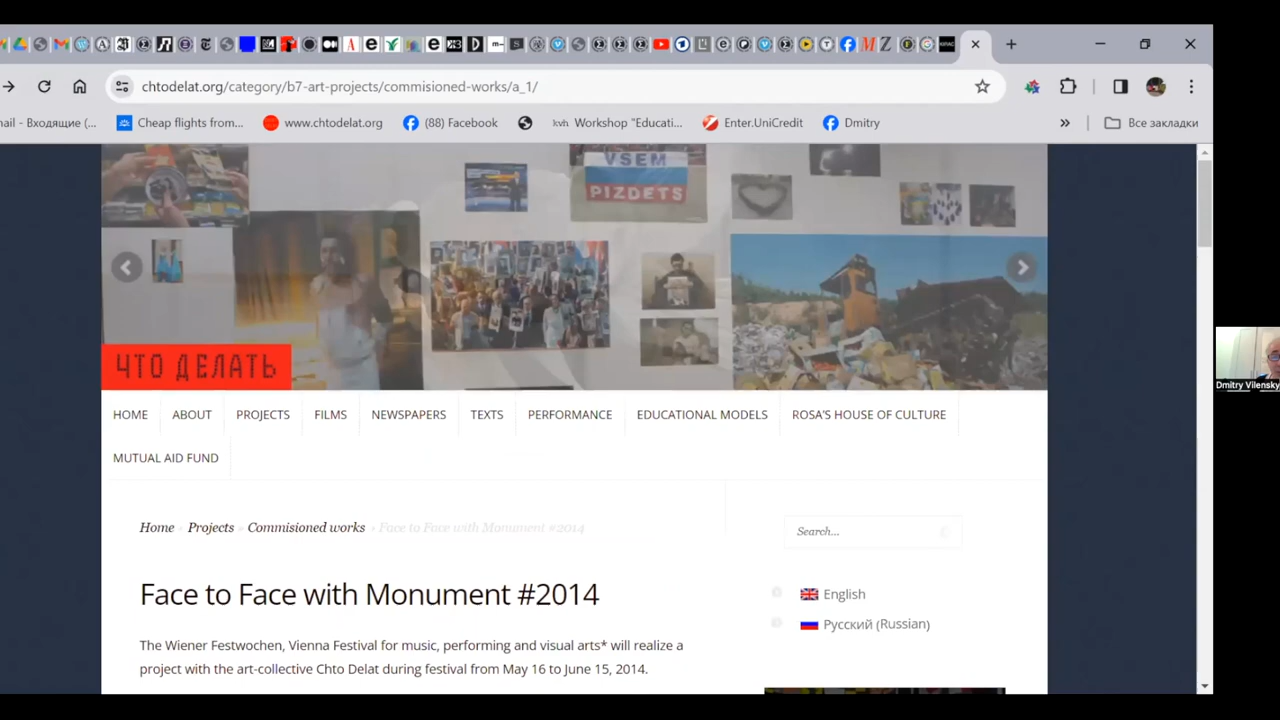 chtodelat.org/category/b7-art-projects/commisioned-works/a_1/
ail - Входящие (...
Cheap flights from...
www.chtodelat.org
(88) Facebook
kvh.
Workshop "Educati...
Enter.UniCredit
Dmitry
»
Все закладки
VSEM
PIZDETS
ЧТО ДЕЛАТЬ
HOME
ABOUT
PROJECTS
FILMS
NEWSPAPERS
TEXTS
PERFORMANCE
EDUCATIONAL MODELS
ROSA'S HOUSE OF CULTURE
MUTUAL AID FUND
Home » Projects » Commisioned works » Face to Face with Monument #2014
Search...
Face to Face with Monument #2014
English
Русский (Russian)
The Wiener Festwochen, Vienna Festival for music, performing and visual arts* will realize a
project with the art-collective Chto Delat during festival from May 16 to June 15, 2014.
Dmitry Vilensky